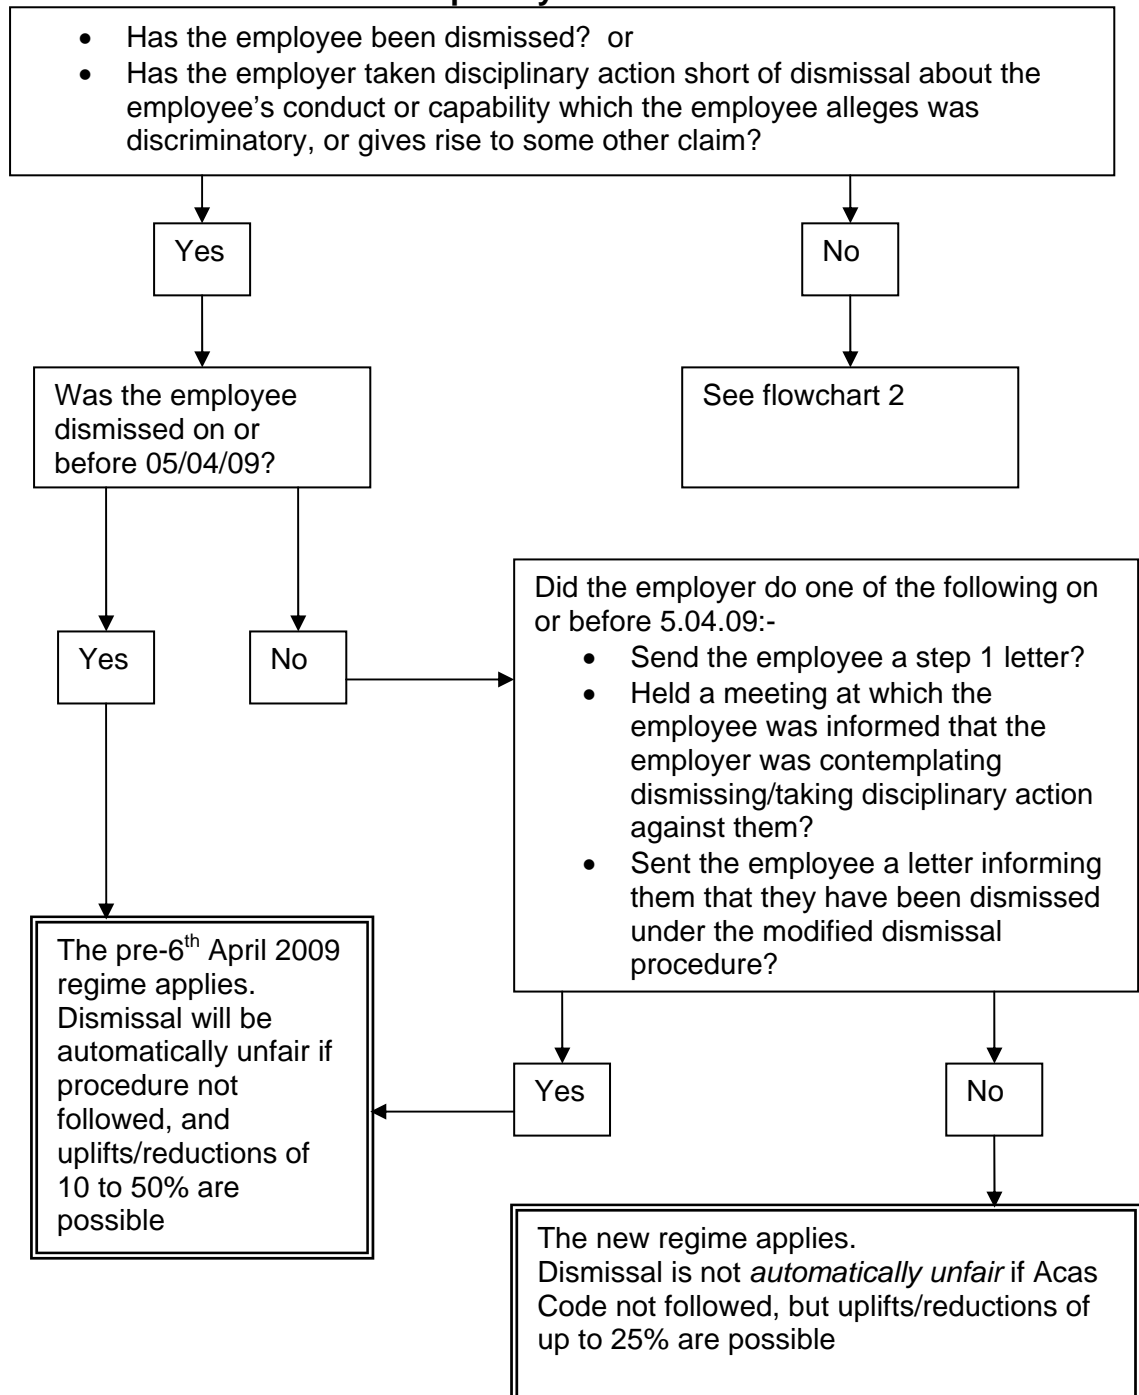 • Has the employee been dismissed? or
• Has the employer taken disciplinary action short of dismissal about the
employee's conduct or capability which the employee alleges was
discriminatory, or gives rise to some other claim?
Yes
No
Was the employee
dismissed on or
before 05/04/09?
See flowchart 2
Yes
No
Did the employer do one of the following on
or before 5.04.09:-
• Send the employee a step 1 letter?
• Held a meeting at which the
employee was informed that the
employer was contemplating
dismissing/taking disciplinary action
against them?
• Sent the employee a letter informing
them that they have been dismissed
under the modified dismissal
procedure?
The pre-6th April 2009
regime applies.
Dismissal will be
automatically unfair if
procedure not
followed, and
uplifts/reductions of
10 to 50% are
possible
Yes
No
The new regime applies.
Dismissal is not automatically unfair if Acas
Code not followed, but uplifts/reductions of
up to 25% are possible